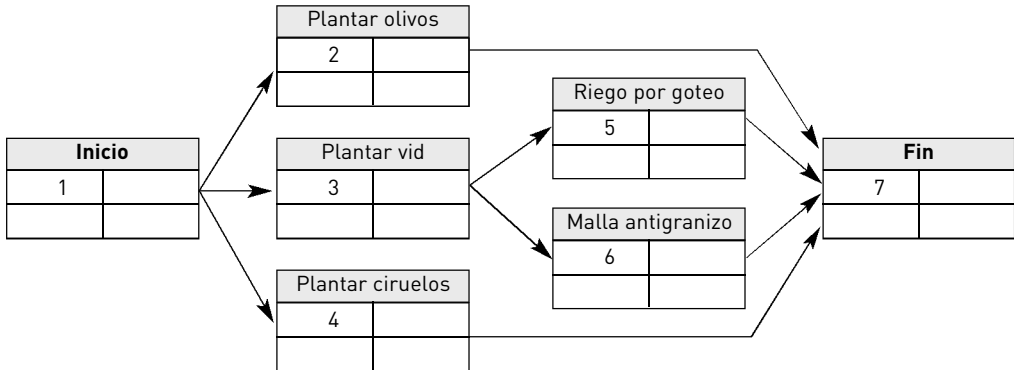 Plantar olivos
2
Riego por goteo
5
Inicio
1
Plantar vid
3
Fin
7
Malla antigranizo
6
Plantar ciruelos
4